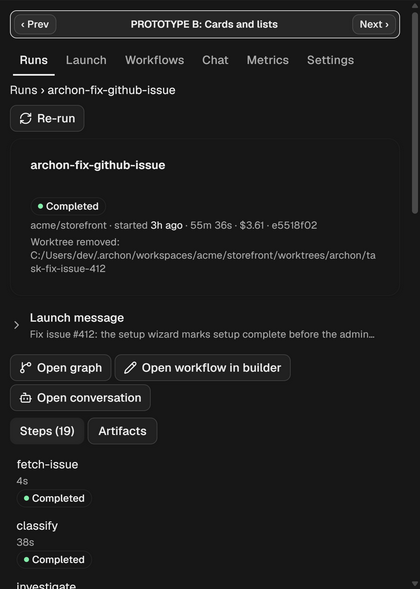 ‹ Prev
PROTOTYPE B: Cards and lists
Next ›
Runs
Launch
Workflows
Chat
Metrics
Settings
Runs › archon-fix-github-issue
Re-run
archon-fix-github-issue
Completed
acme/storefront · started 3h ago · 55m 36s · $3.61 · e5518f02
Worktree removed:
C:/Users/dev/.archon/workspaces/acme/storefront/worktrees/archon/ta
sk-fix-issue-412
Launch message
Fix issue #412: the setup wizard marks setup complete before the admin...
Open graph
Open workflow in builder
Open conversation
Steps (19)
Artifacts
fetch-issue
4s
Completed
classify
38s
Completed
investigate